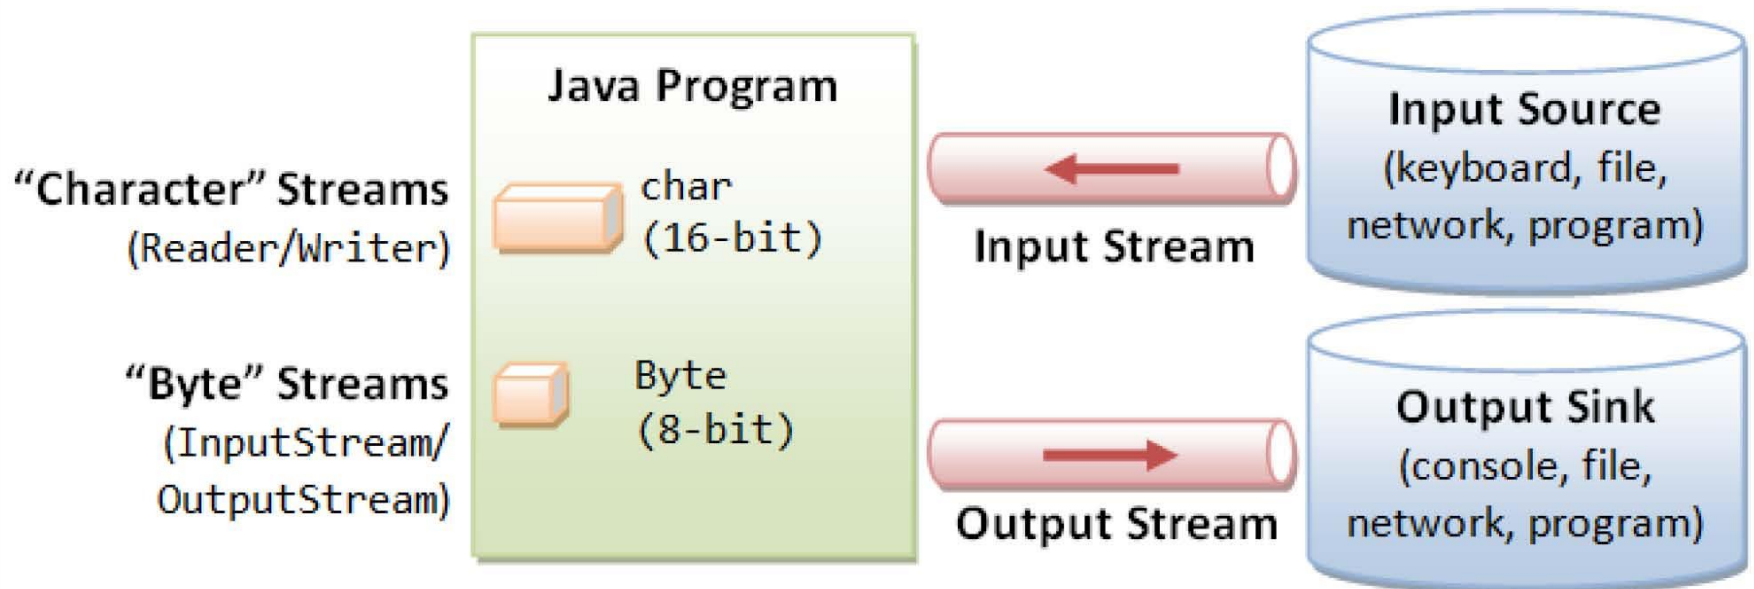 Java Program
“Character” Streams
(Reader/Writer)
char
(16-bit)
“Byte” Streams
(InputStream/
OutputStream)
Byte
(8-bit)
Input Stream
Output Stream
Input Source
(keyboard, file,
network, program)
Output Sink
(console, file,
network, program)